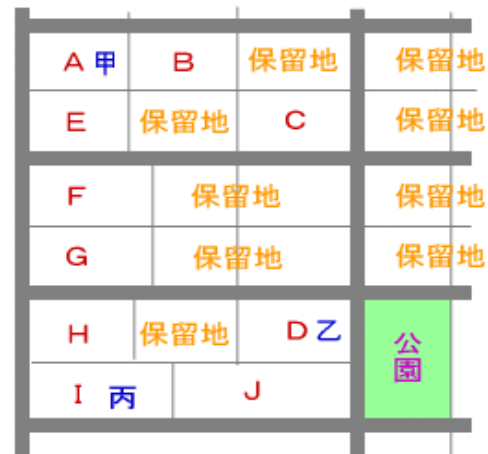 A 甲 B 保留地 保留地
E 保留地 C 保留地
F 保留地 保留地
G 保留地 保留地
H 保留地 D 乙 公園
I 丙 J